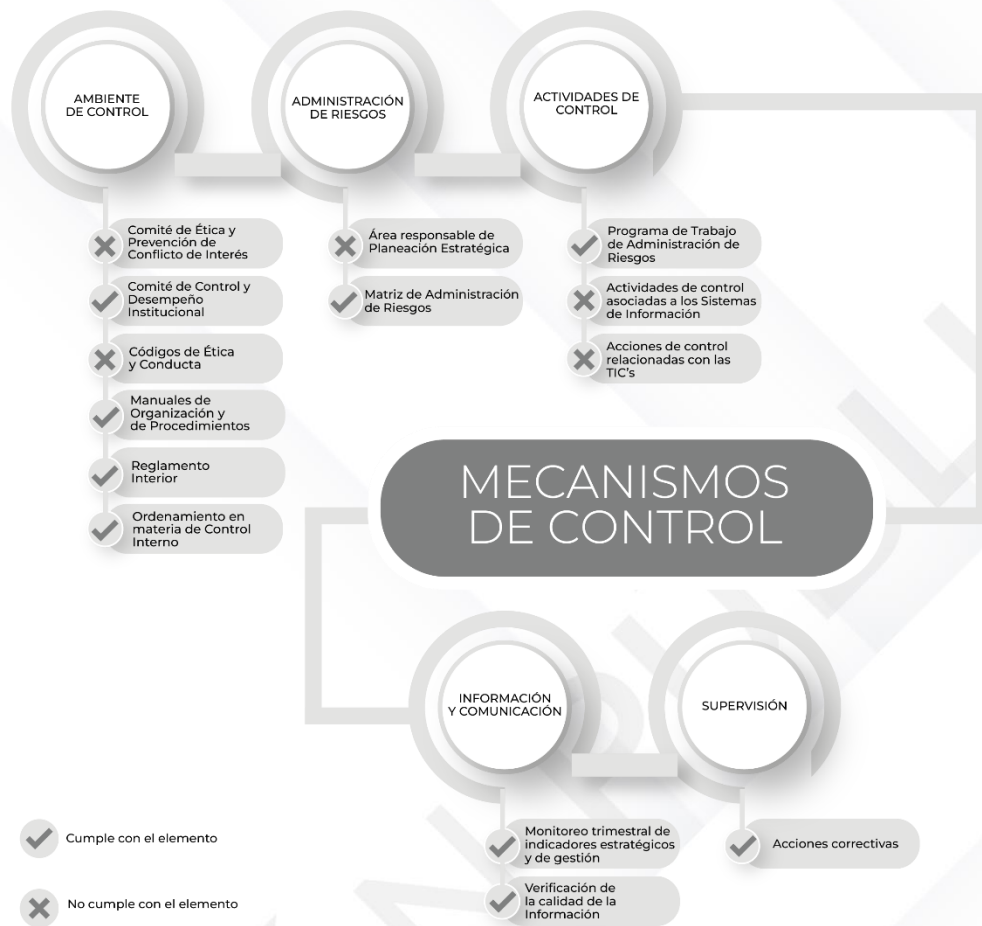 AMBIENTE
DE CONTROL
ADMINISTRACIÓN
DE RIESGOS
ACTIVIDADES DE
CONTROL
Comité de Ética y
Prevención de
Conflicto de Interés
Comité de Control y
Desempeño
Institucional
Códigos de Ética
y Conducta
Manuales de
Organización y
de Procedimientos
Reglamento
Interior
Ordenamiento en
materia de Control
Interno
Área responsable de
Planeación Estratégica
Matriz de Administración
de Riesgos
Programa de Trabajo
de Administración de
Riesgos
Actividades de control
asociadas a los Sistemas
de Información
Acciones de control
relacionadas con las
TIC's
MECANISMOS
DE CONTROL
INFORMACIÓN
Y COMUNICACIÓN
SUPERVISIÓN
Monitoreo trimestral de
indicadores estratégicos
y de gestión
Verificación de
la calidad de la
Información
Acciones correctivas
Cumple con el elemento
No cumple con el elemento